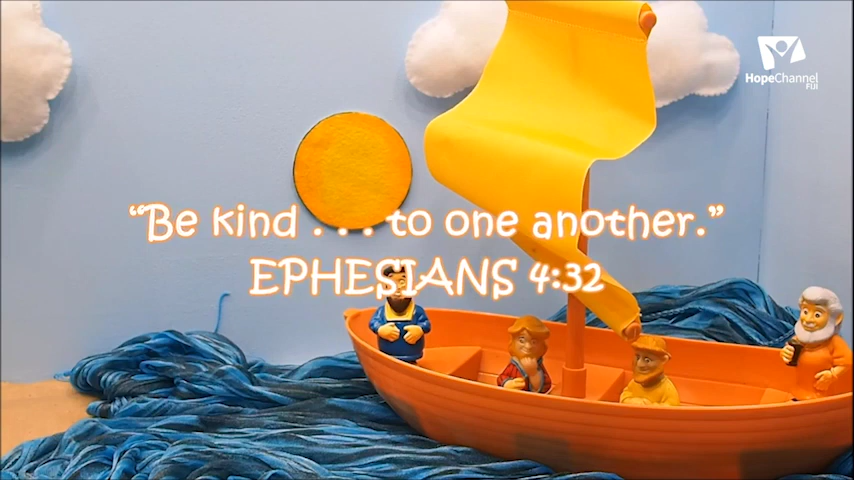 HopeChannel
FIJI
“Be kind . . . to one another.”
EPHESIANS 4:32